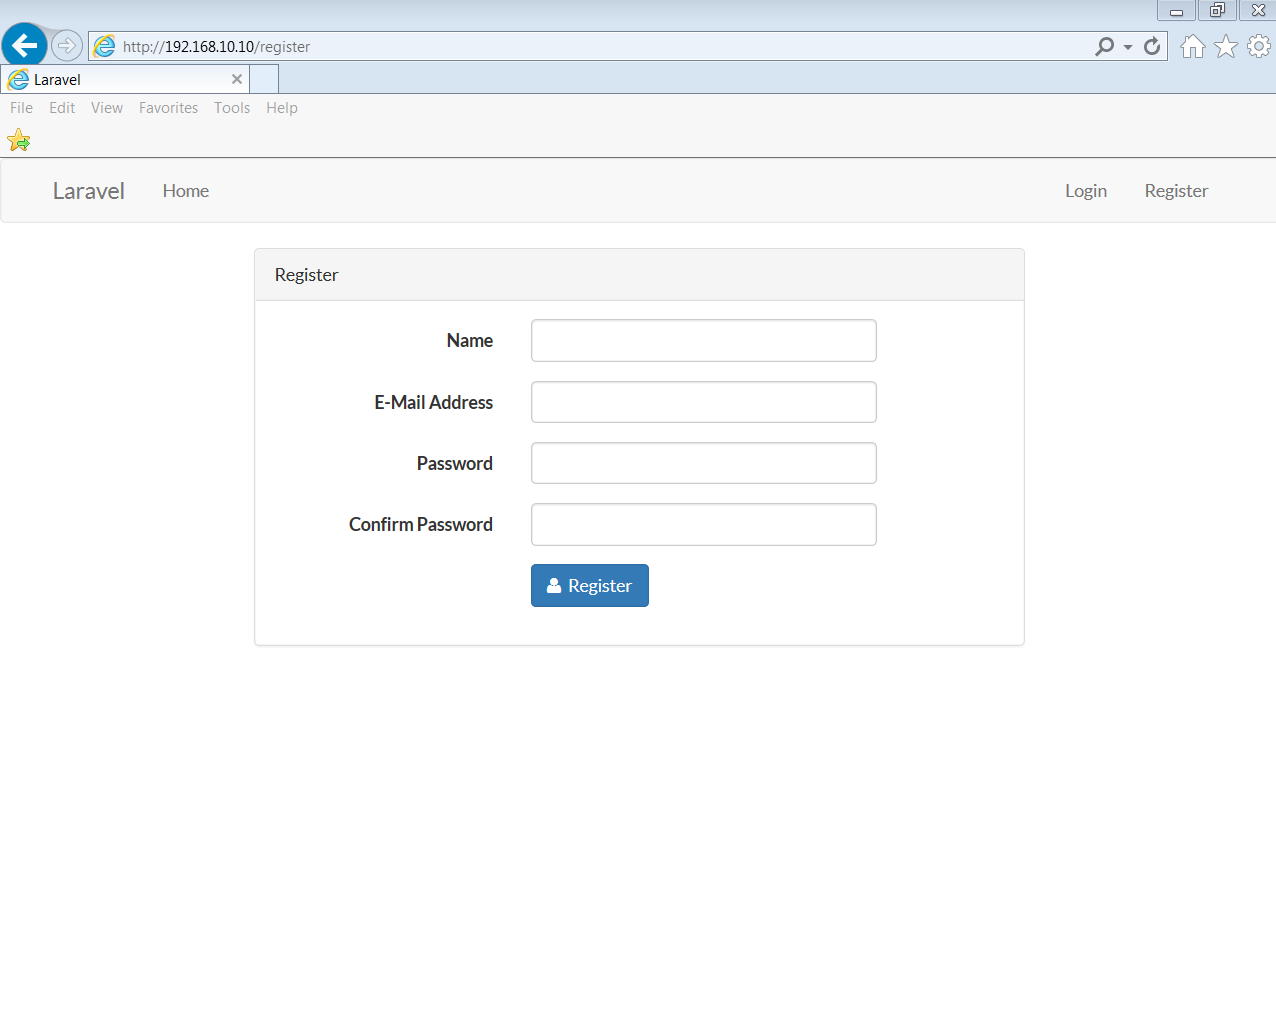 http://192.168.10.10/register
Laravel
File Edit View Favorites Tools Help
Laravel Home Login Register
Register
Name
E-Mail Address
Password
Confirm Password
Register